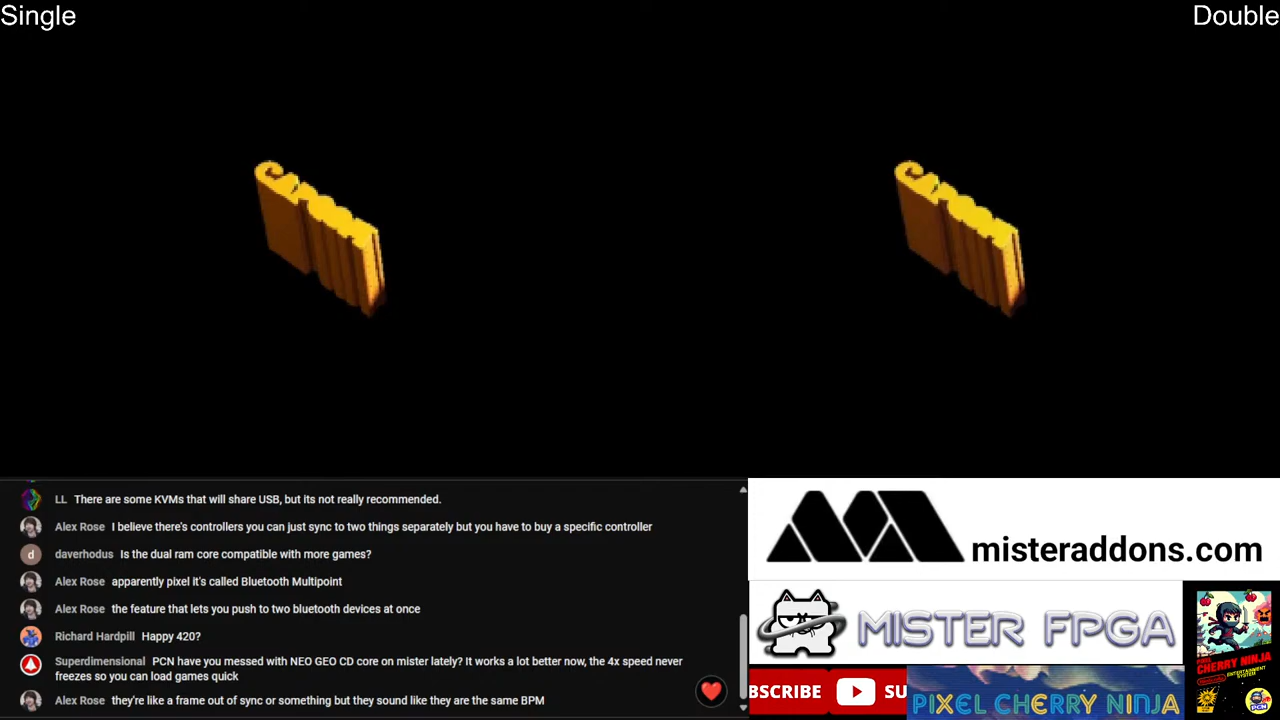 Single
Double
LL There are some KVMs that will share USB, but its not really recommended.
Alex Rose I believe there's controllers you can just sync to two things separately but you have to buy a specific controller
daverhodus Is the dual ram core compatible with more games?
Alex Rose apparently pixel it's called Bluetooth Multipoint
Alex Rose the feature that lets you push to two bluetooth devices at once
Richard Hardpill Happy 420?
Superdimensional PCN have you messed with NEO GEO CD core on mister lately? It works a lot better now, the 4x speed never
freezes so you can load games quick
Alex Rose they're like a frame out of sync or something but they sound like they are the same BPM
misteraddons.com
MISTER FPGA
BSCRIBE
SU
PIXEL CHERRY NINJA
PIXEL
CHERRY NINJA
ENTERTAINMENT
SYSTEM
PCN